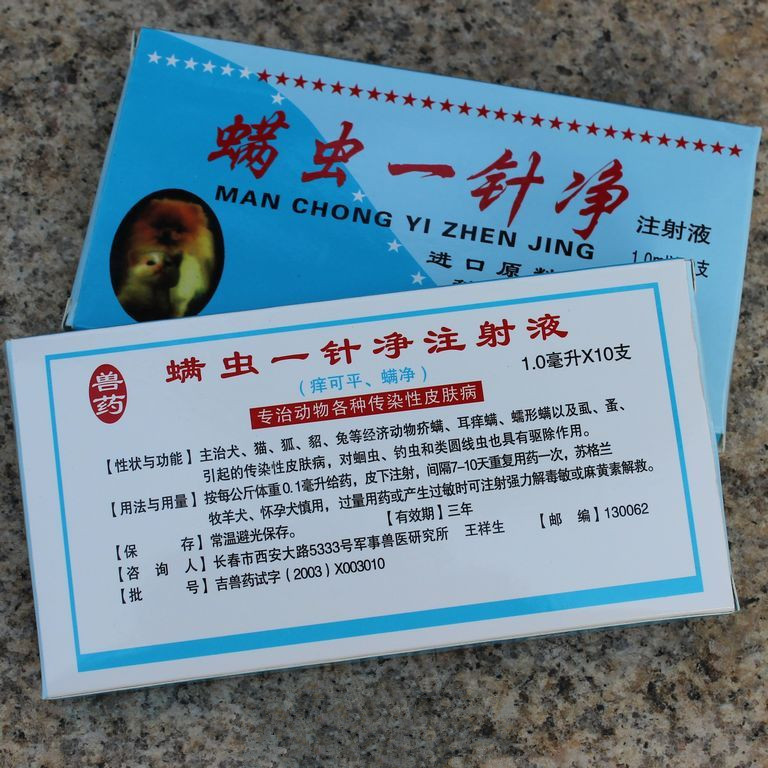 螨虫一针净
MAN CHONG YI ZHEN JING
注射液
进口原料
兽药
螨虫一针净注射液
1.0毫升X10支
（痒可平、螨净）
专治动物各种传染性皮肤病
【性状与功能】主治犬、猫、狐、貂、兔等经济动物疥螨、耳痒螨、蠕形螨以及虱、蚤、
引起的传染性皮肤病，对蛔虫、钓虫和类圆线虫也具有驱除作用。
【用法与用量】按每公斤体重0.1毫升给药，皮下注射，间隔7-10天重复用药一次，苏格兰
牧羊犬、怀孕犬慎用，过量用药或产生过敏时可注射强力解毒敏或麻黄素解救。
【保　　存】常温避光保存。　　【有效期】三年
【咨 询 人】长春市西安大路5333号军事兽医研究所　王祥生　【邮　编】130062
【批　　号】吉兽药试字（2003）X003010